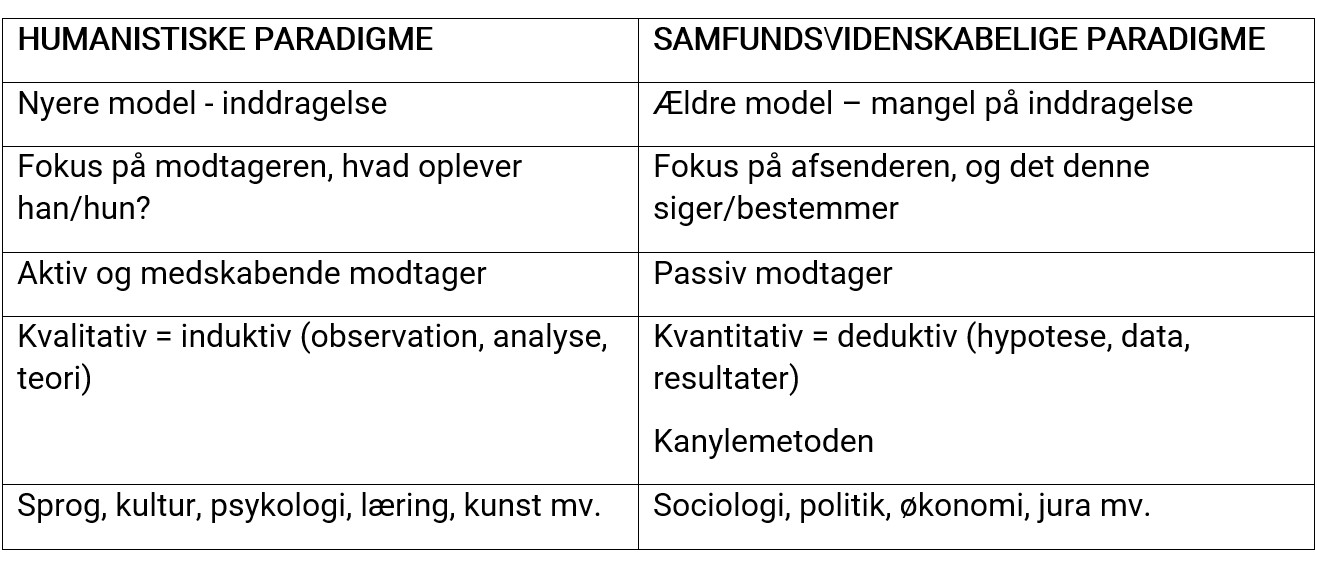 HUMANISTISKE PARADIGME
SAMFUNDSVIDENSKABELIGE PARADIGME
Nyere model - inddragelse
Ældre model – mangel på inddragelse
Fokus på modtageren, hvad oplever
han/hun?
Fokus på afsenderen, og det denne
siger/bestemmer
Aktiv og medskabende modtager
Passiv modtager
Kvalitativ = induktiv (observation, analyse,
teori)
Kvantitativ = deduktiv (hypotese, data,
resultater)
Kanylemetoden
Sprog, kultur, psykologi, læring, kunst mv.
Sociologi, politik, økonomi, jura mv.